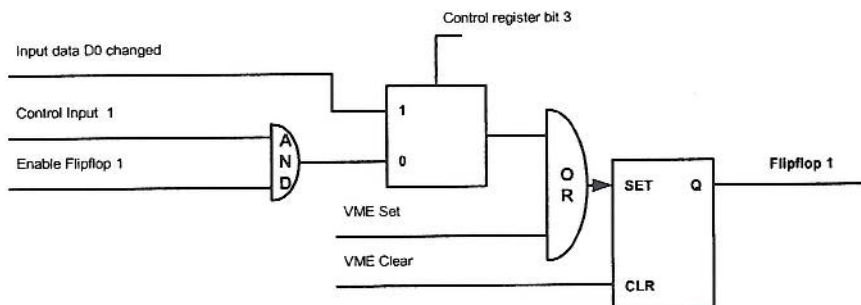 Control register bit 3
Input data D0 changed
Control Input 1
Enable Flipflop 1
AND
1
0
OR
VME Set
VME Clear
SET Q
CLR
Flipflop 1